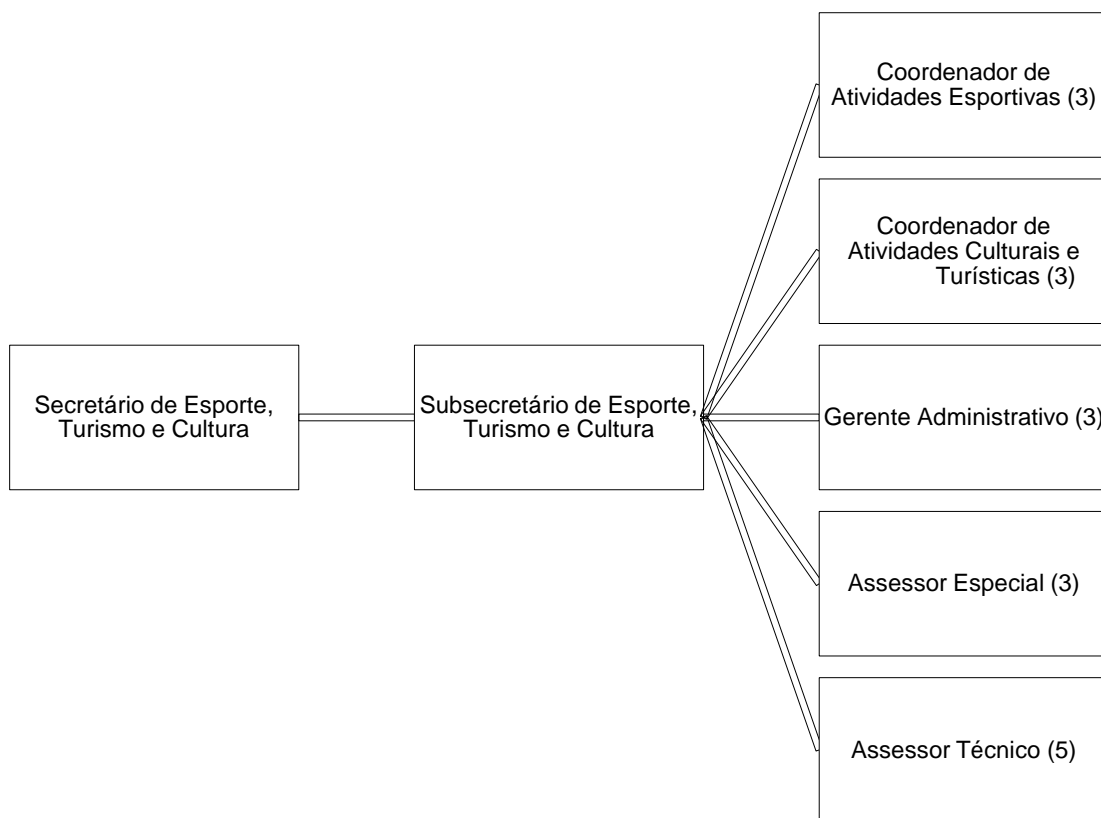 Coordenador de
Atividades Esportivas (3)
Coordenador de
Atividades Culturais e
Turísticas (3)
Secretário de Esporte,
Turismo e Cultura
Subsecretário de Esporte,
Turismo e Cultura
Gerente Administrativo (3)
Assessor Especial (3)
Assessor Técnico (5)